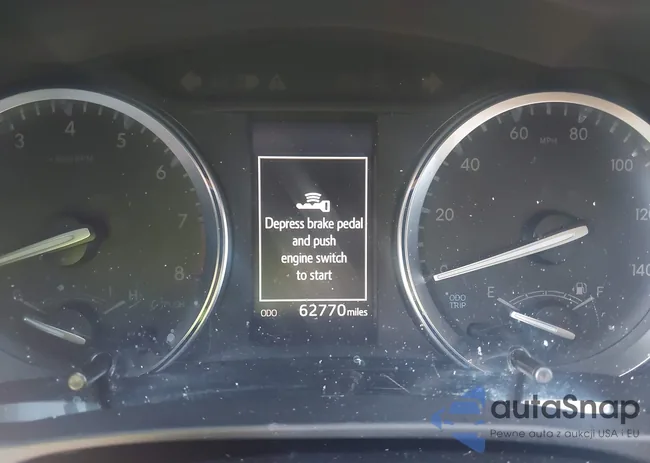 3 4 5 6 7 8
H
Depress brake pedal
and push
engine switch
to start
ODO 62770 miles
20 40 60 80 100 120 140
MPH
ODO
TRIP
E F
autaSnap
Pewne auta z aukcji USA i EU